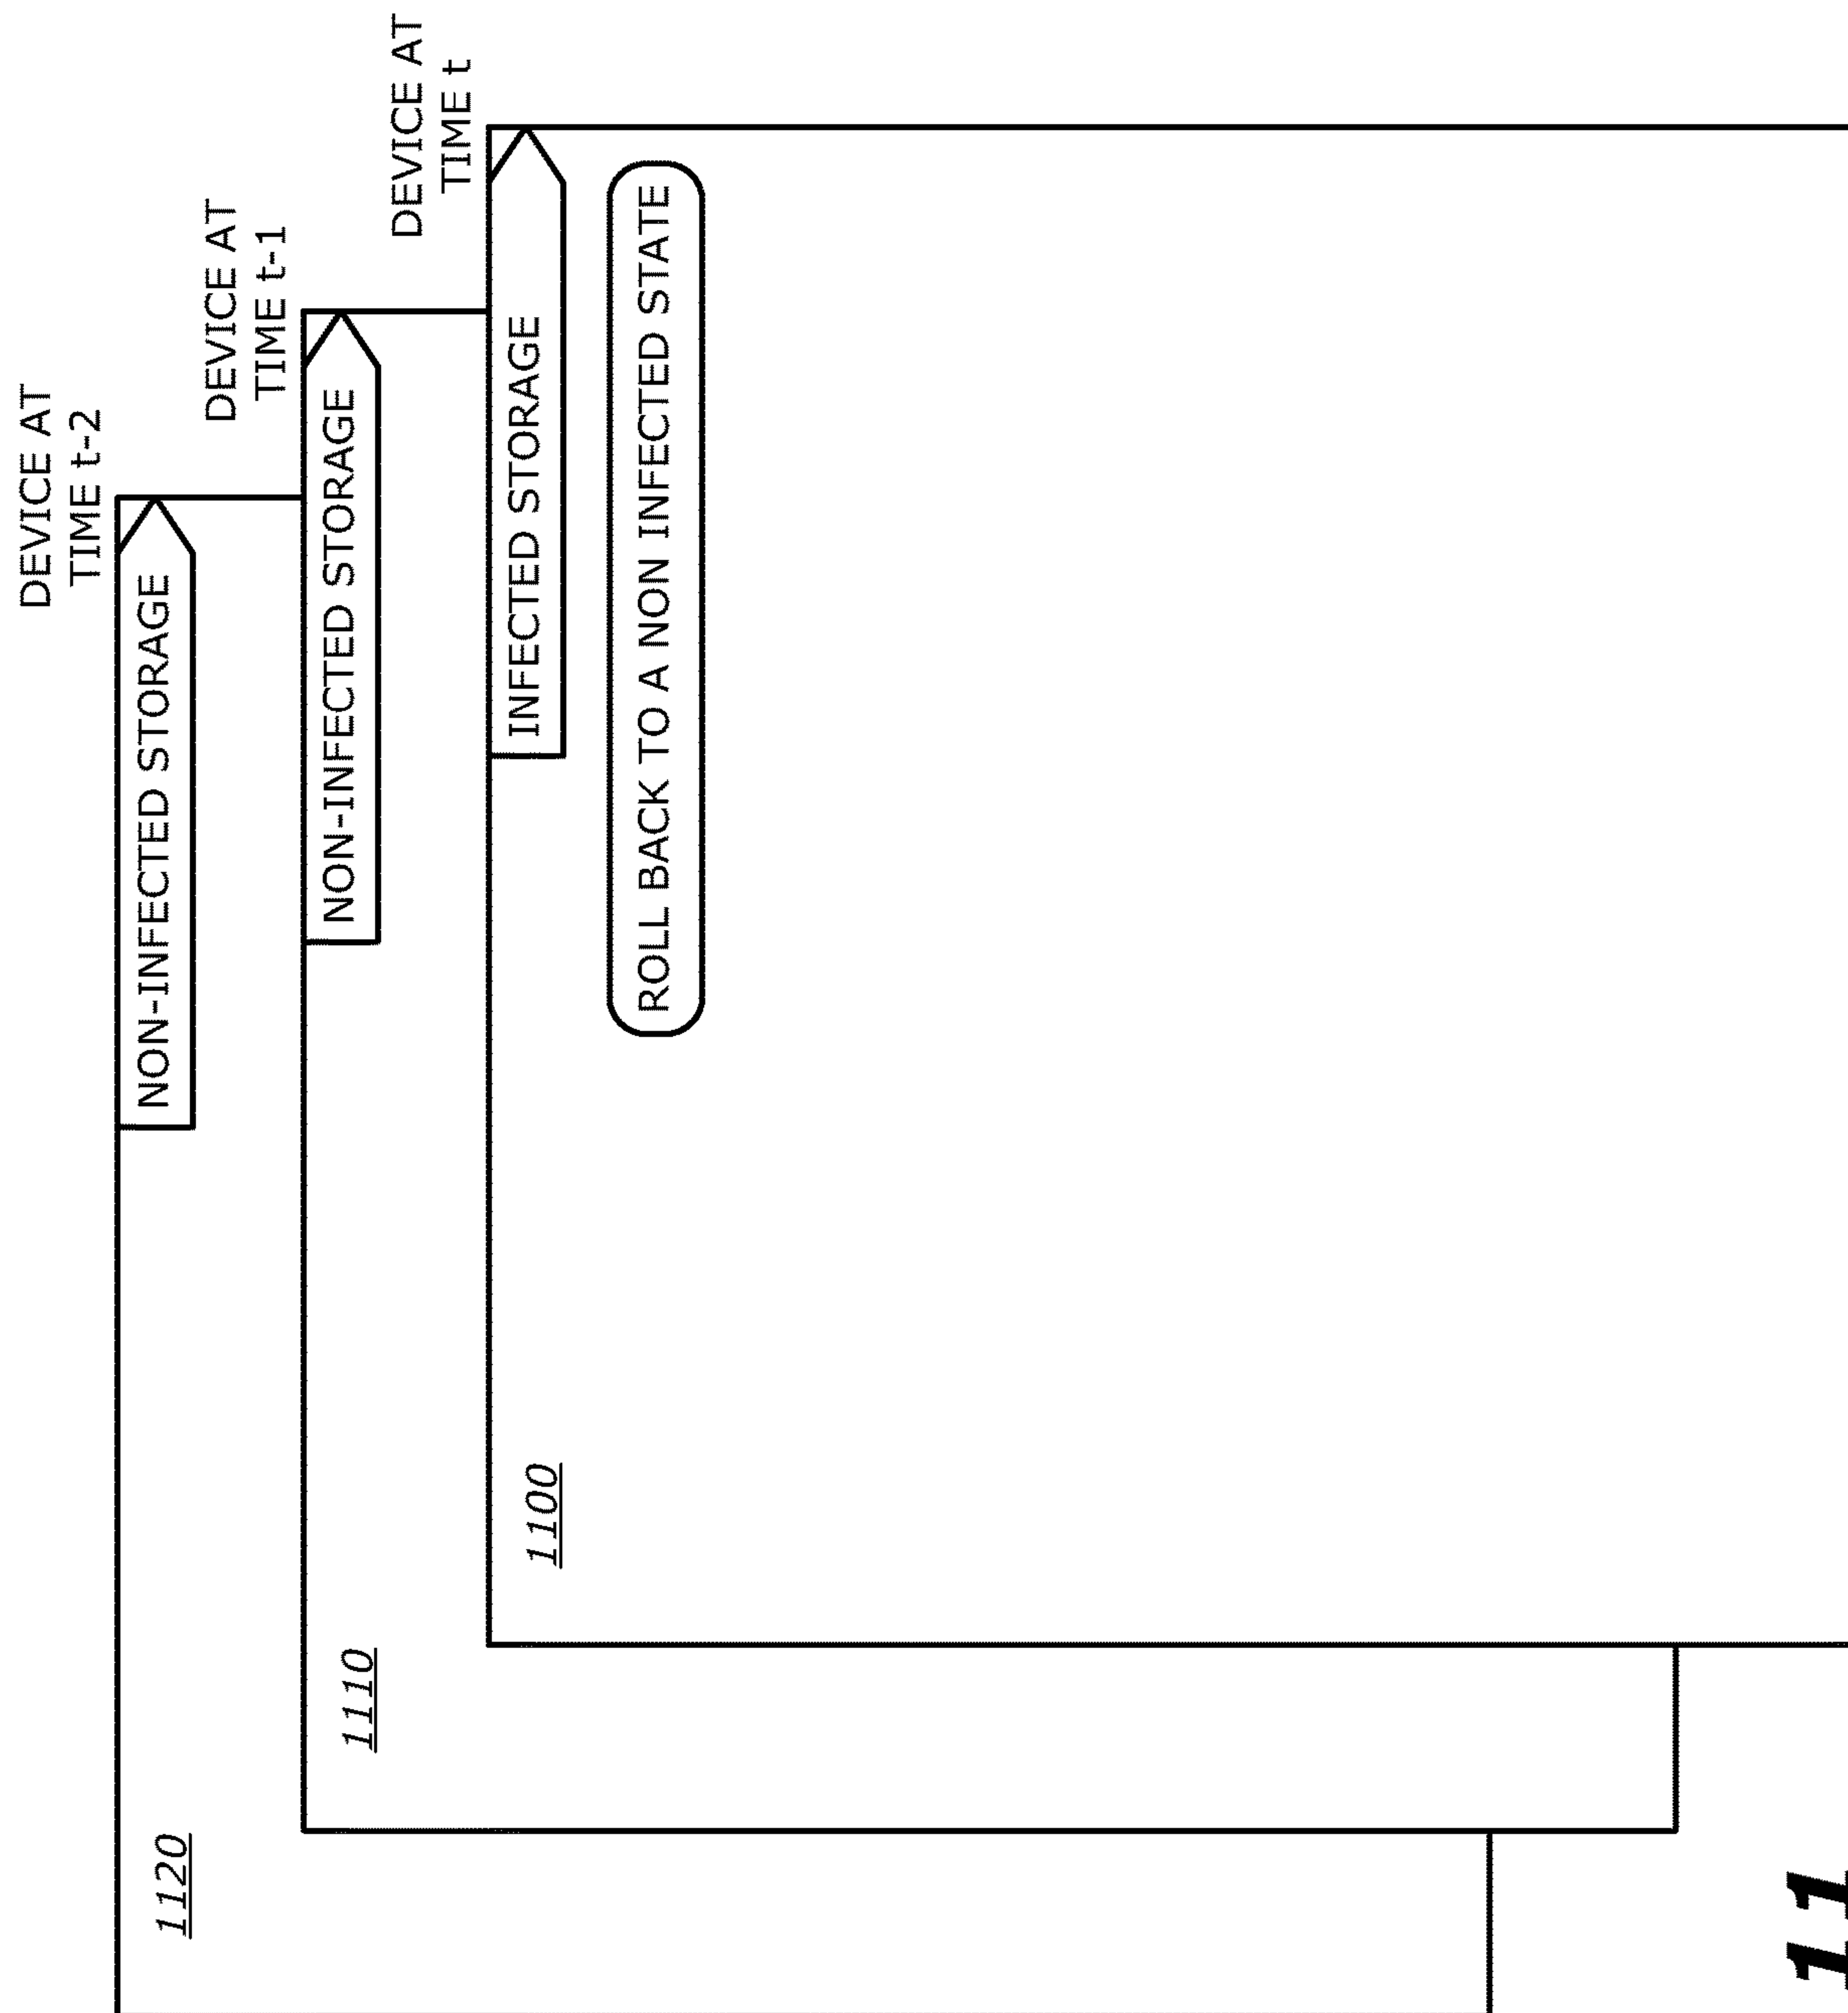 DEVICE AT
TIME t-2
NON-INFECTED STORAGE
1120
DEVICE AT
TIME t-1
NON-INFECTED STORAGE
1110
DEVICE AT
TIME t
INFECTED STORAGE
1100
ROLL BACK TO A NON INFECTED STATE
11